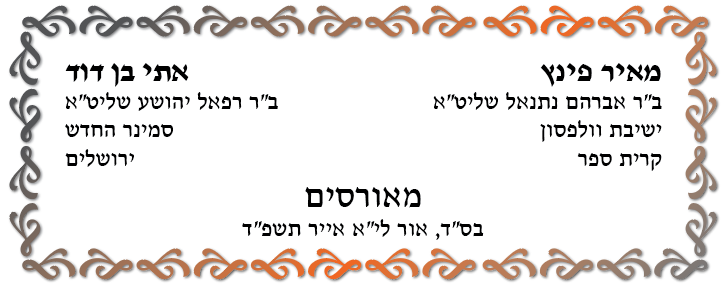 מאיר פינץ
ב"ר אברהם נתנאל שליט"א
ישיבת וולפסון
קרית ספר
אתי בן דוד
ב"ר רפאל יהושע שליט"א
סמינר החדש
ירושלים
מאורסים
בס"ד, אור לי"א אייר תשפ"ד